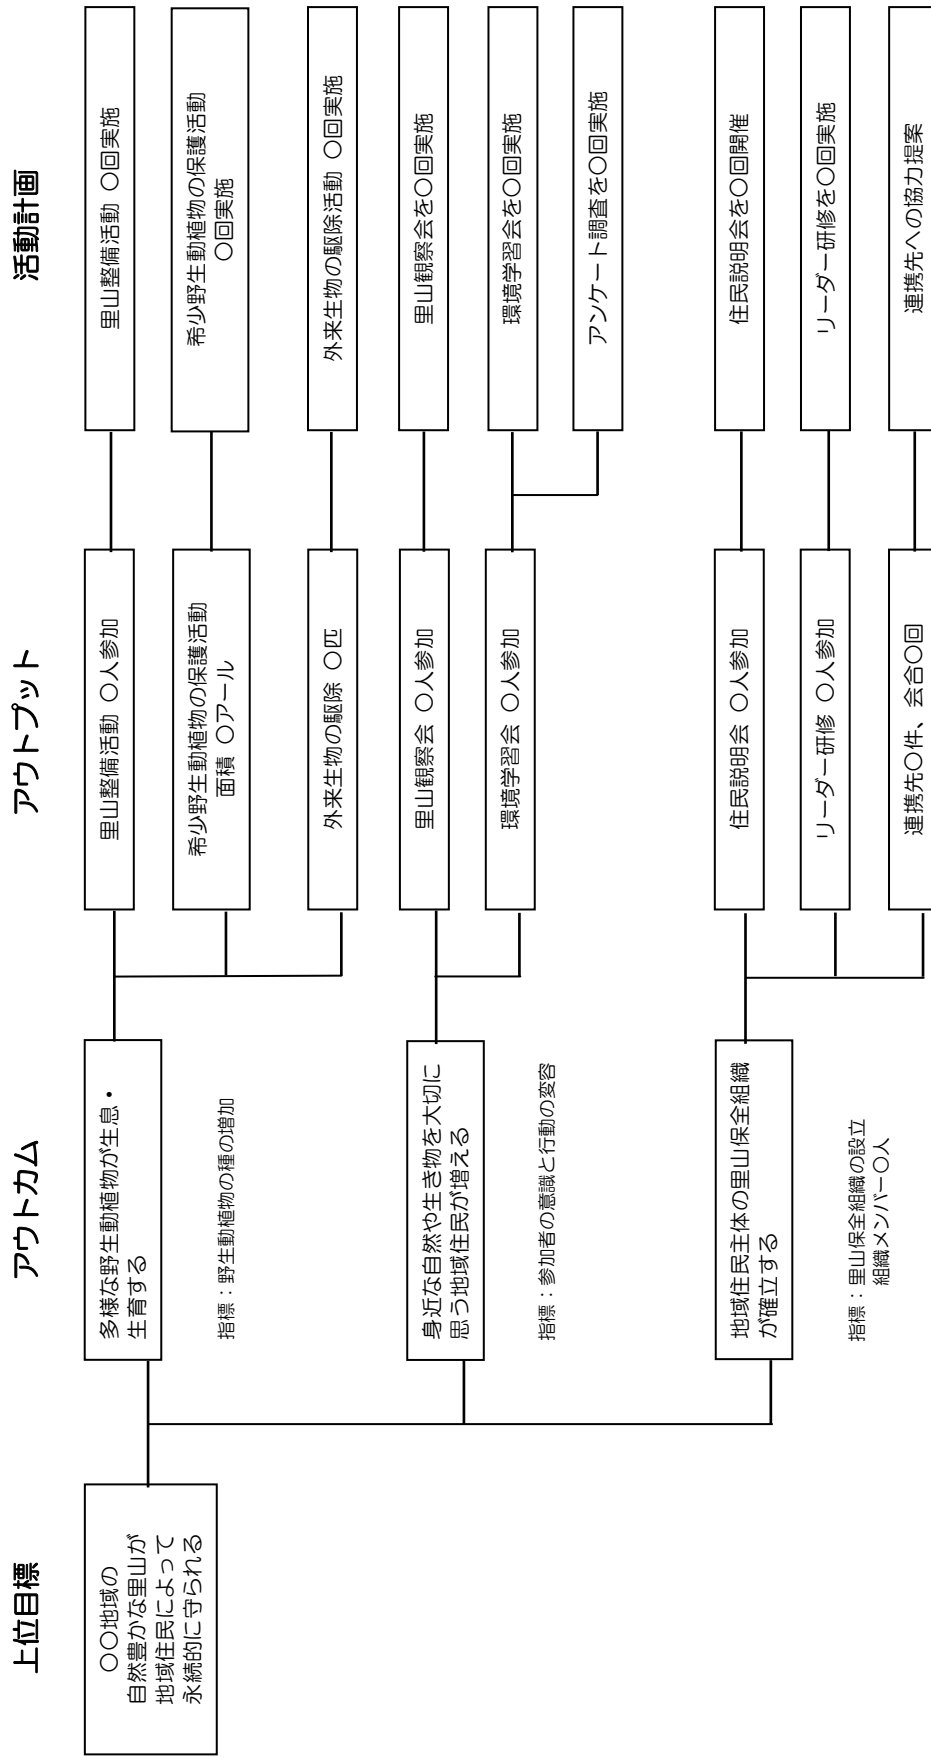 上位目標
アウトカム
アウトプット
活動計画
〇〇地域の
自然豊かな里山が
地域住民によって
永続的に守られる
多様な野生動植物が生息・
生育する
指標：野生動植物の種の増加
里山整備活動 〇人参加
里山整備活動 〇回実施
希少野生動植物の保護活動
面積 〇アール
希少野生動植物の保護活動
〇回実施
外来生物の駆除 〇匹
外来生物の駆除活動 〇回実施
身近な自然や生き物を大切に
思う地域住民が増える
指標：参加者の意識と行動の変容
里山観察会 〇人参加
里山観察会を〇回実施
環境学習会 〇人参加
環境学習会を〇回実施
アンケート調査を〇回実施
地域住民主体の里山保全組織
が確立する
指標：里山保全組織の設立
組織メンバー〇人
住民説明会 〇人参加
住民説明会を〇回開催
リーダー研修 〇人参加
リーダー研修を〇回実施
連携先〇件、会合〇回
連携先への協力提案